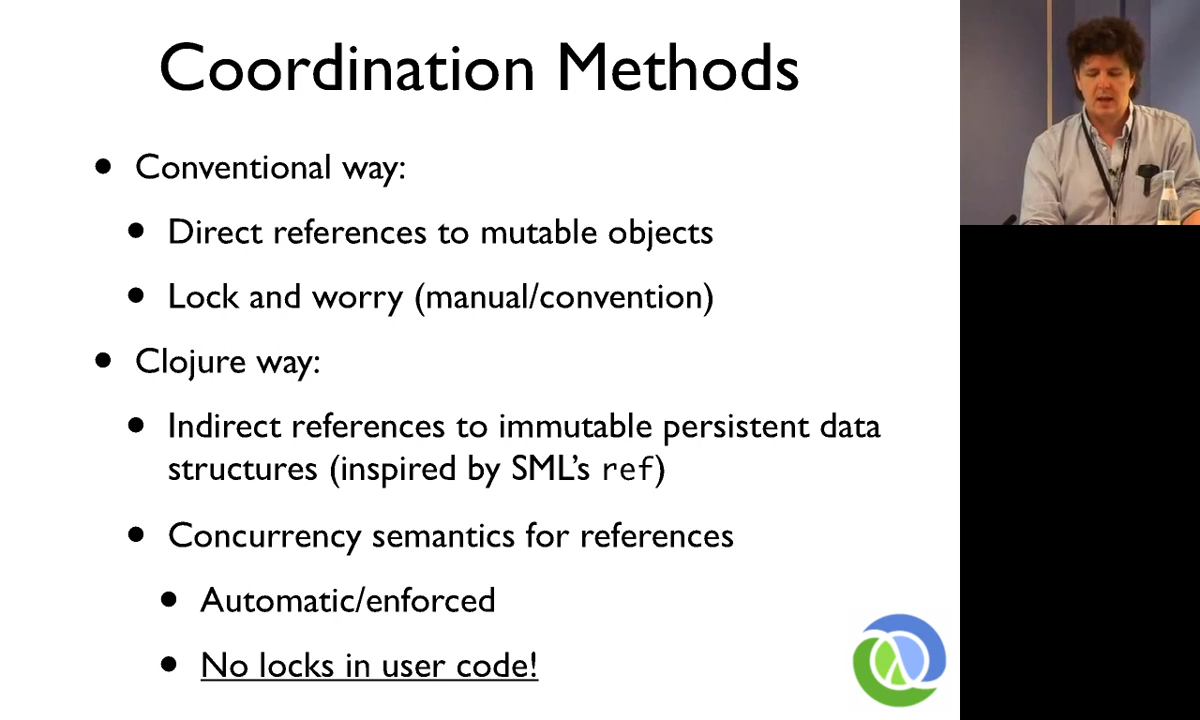 Coordination Methods
• Conventional way:
• Direct references to mutable objects
• Lock and worry (manual/convention)
• Clojure way:
• Indirect references to immutable persistent data
structures (inspired by SML’s ref)
• Concurrency semantics for references
• Automatic/enforced
• No locks in user code!